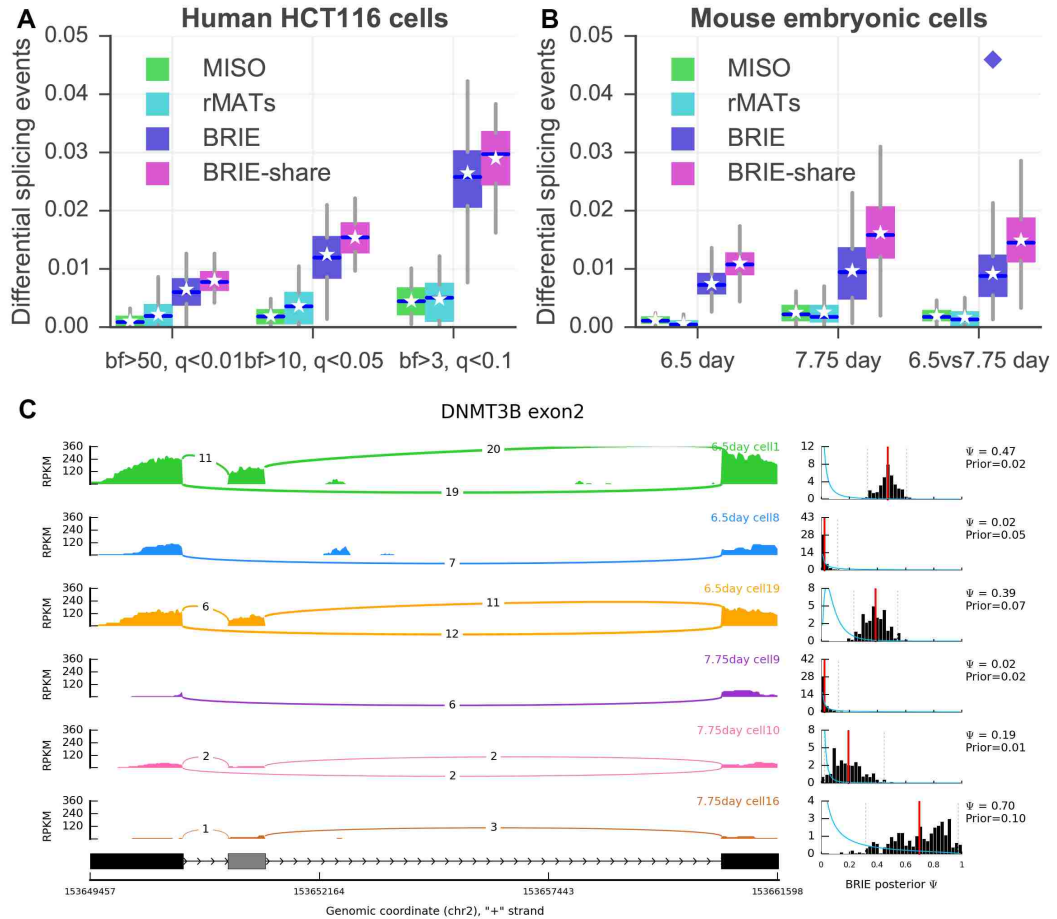 A
Human HCT116 cells
Differential splicing events
0.05
0.04
0.03
0.02
0.01
0.00
MISO
rMATs
BRIE
BRIE-share
bf>50, q<0.01
bf>10, q<0.05
bf>3, q<0.1
B
Mouse embryonic cells
Differential splicing events
0.05
0.04
0.03
0.02
0.01
0.00
MISO
rMATs
BRIE
BRIE-share
6.5 day
7.75 day
6.5vs7.75 day
C
DNMT3B exon2
RPKM
360
240
120
11
20
19
6.5day cell1
12
8
4
0
Ψ = 0.47
Prior=0.02
RPKM
360
240
120
7
6.5day cell8
43
28
14
0
Ψ = 0.02
Prior=0.05
RPKM
360
240
120
6
11
12
6.5day cell19
8
5
2
0
Ψ = 0.39
Prior=0.07
RPKM
360
240
120
6
7.75day cell9
42
28
14
0
Ψ = 0.02
Prior=0.02
RPKM
360
240
120
2
2
2
7.75day cell10
8
5
2
0
Ψ = 0.19
Prior=0.01
RPKM
360
240
120
1
3
7.75day cell16
4
2
1
0
Ψ = 0.70
Prior=0.10
0 0.2 0.4 0.6 0.8 1
BRIE posterior Ψ
153649457 153652164 153657443 153661598
Genomic coordinate (chr2), "+" strand